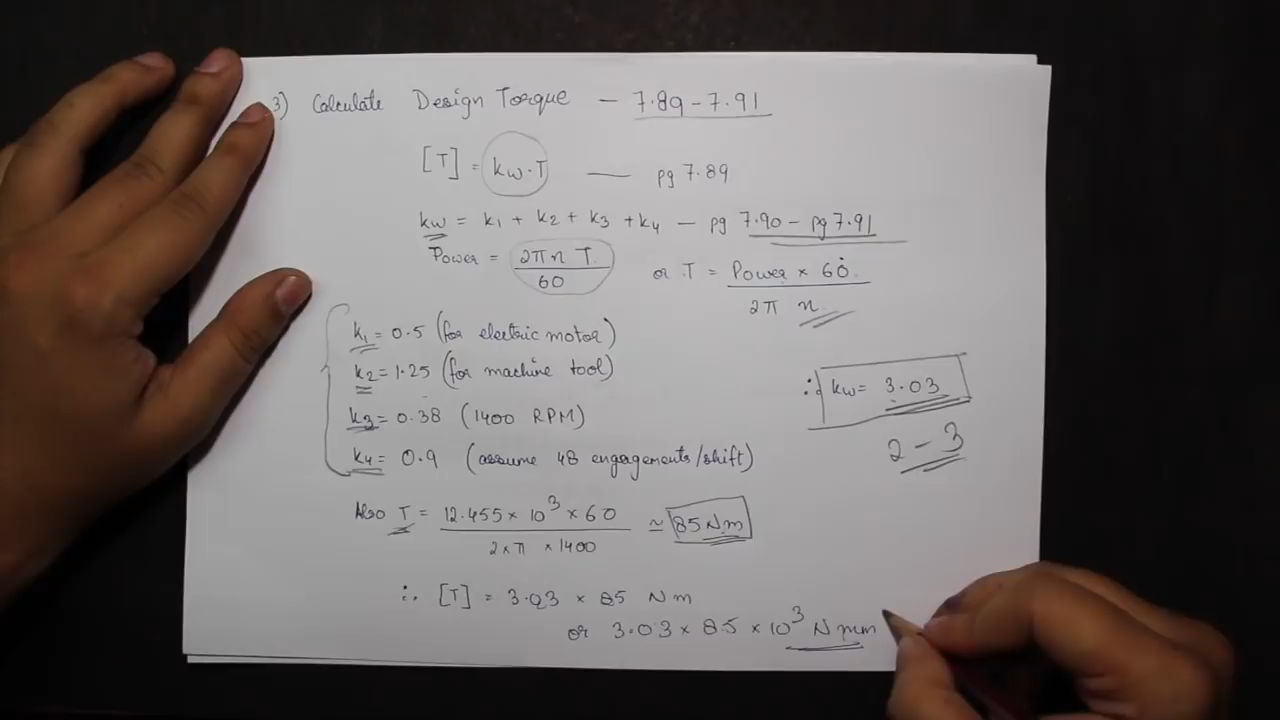 3) Calculate Design Torque — 7.89 - 7.91
[T] = kw·T — pg 7.89
kw = k1 + k2 + k3 + k4 — pg 7.90 - pg 7.91
Power = 2πn T / 60 or T = Power × 60 / 2π n
k1 = 0.5 (for electric motor)
k2 = 1.25 (for machine tool)
∴ kw = 3.03
k3 = 0.38 (1400 RPM)
2 - 3
k4 = 0.9 (assume 48 engagements/shift)
Also T = 12.455 × 10³ × 60 / 2 × π × 1400 ≃ 85 Nm
∴ [T] = 3.03 × 85 Nm
or 3.03 × 85 × 10³ N mm